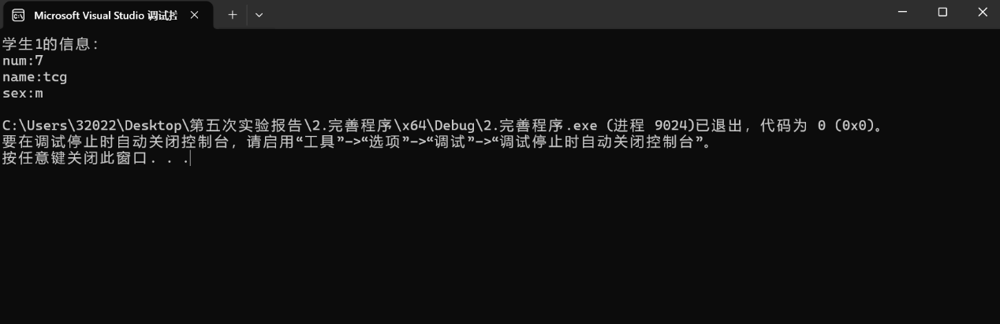 Microsoft Visual Studio 调试控
学生1的信息：
num:7
name:tcg
sex:m
C:\Users\32022\Desktop\第五次实验报告\2.完善程序\x64\Debug\2.完善程序.exe (进程 9024)已退出，代码为 0 (0x0)。
要在调试停止时自动关闭控制台，请启用“工具”->“选项”->“调试”->“调试停止时自动关闭控制台”。
按任意键关闭此窗口. . .